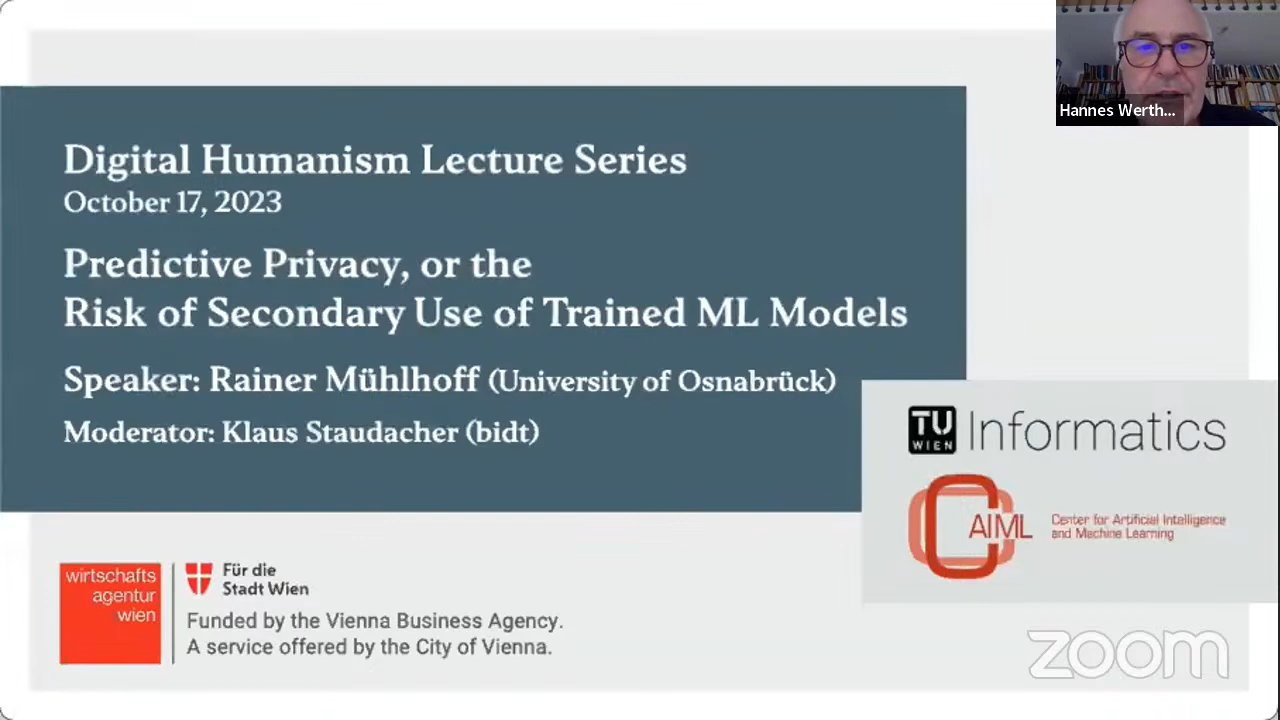 Digital Humanism Lecture Series
October 17, 2023
Predictive Privacy, or the
Risk of Secondary Use of Trained ML Models
Speaker: Rainer Mühlhoff (University of Osnabrück)
Moderator: Klaus Staudacher (bidt)
Hannes Werth...
TU
WIEN
Informatics
CAIML
Center for Artificial Intelligence
and Machine Learning
wirtschafts
agentur
wien
Für die
Stadt Wien
Funded by the Vienna Business Agency.
A service offered by the City of Vienna.
zoom